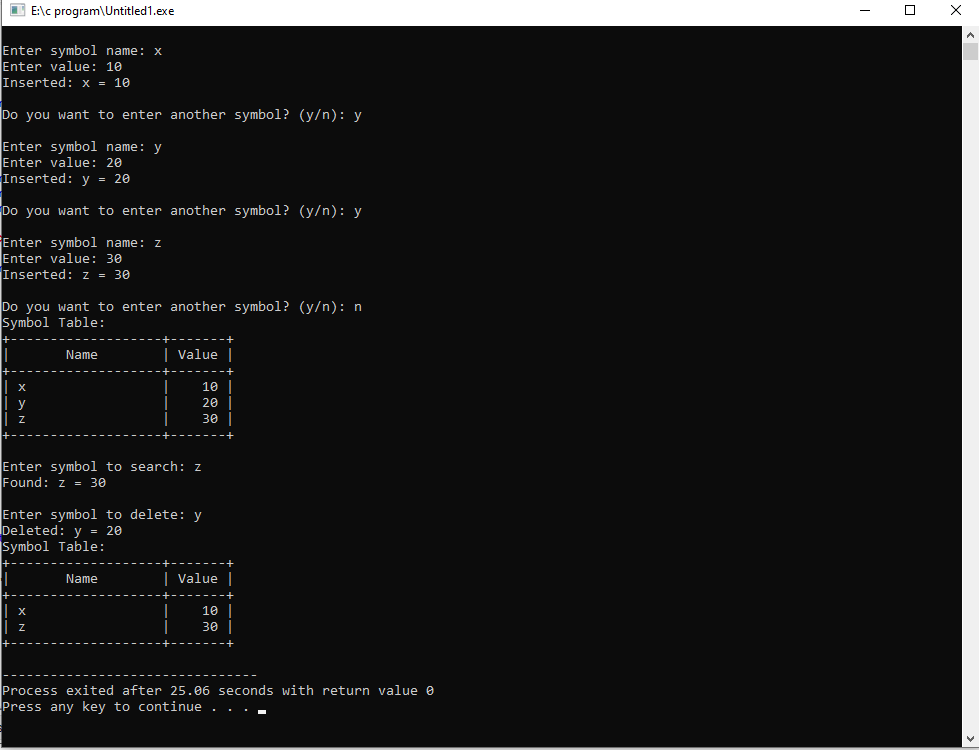 E:\c program\Untitled1.exe
Enter symbol name: x
Enter value: 10
Inserted: x = 10
Do you want to enter another symbol? (y/n): y
Enter symbol name: y
Enter value: 20
Inserted: y = 20
Do you want to enter another symbol? (y/n): y
Enter symbol name: z
Enter value: 30
Inserted: z = 30
Do you want to enter another symbol? (y/n): n
Symbol Table:
+-------------------+-------+
|       Name        | Value |
+-------------------+-------+
| x                 |    10 |
| y                 |    20 |
| z                 |    30 |
+-------------------+-------+
Enter symbol to search: z
Found: z = 30
Enter symbol to delete: y
Deleted: y = 20
Symbol Table:
+-------------------+-------+
|       Name        | Value |
+-------------------+-------+
| x                 |    10 |
| z                 |    30 |
+-------------------+-------+
--------------------------------
Process exited after 25.06 seconds with return value 0
Press any key to continue . . .